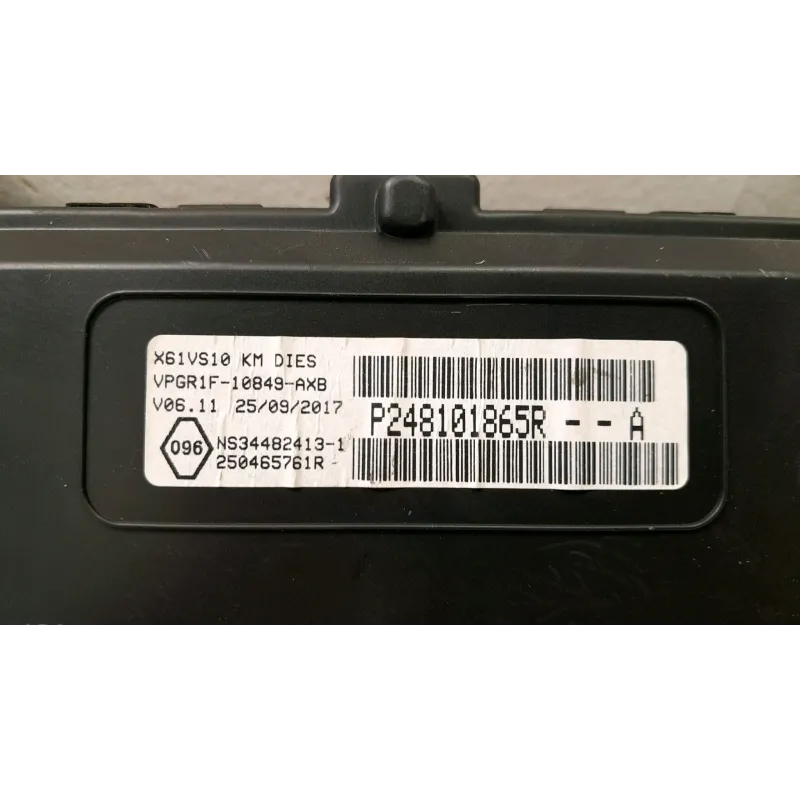 X61VS10 KM DIES
VPGR1F-10849-AXB
V06.11 25/09/2017
P248101865R -- A
096
NS34482413-1
250465761R -